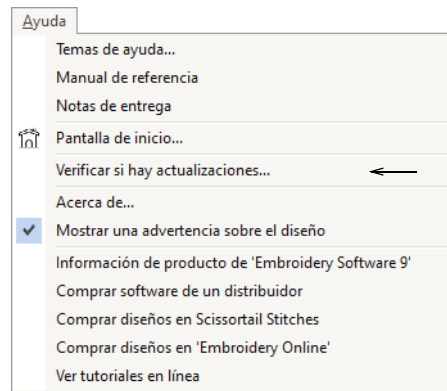 Ayuda
Temas de ayuda...
Manual de referencia
Notas de entrega
Pantalla de inicio...
Verificar si hay actualizaciones...
Acerca de...
Mostrar una advertencia sobre el diseño
Información de producto de 'Embroidery Software 9'
Comprar software de un distribuidor
Comprar diseños en Scissortail Stitches
Comprar diseños en 'Embroidery Online'
Ver tutoriales en línea